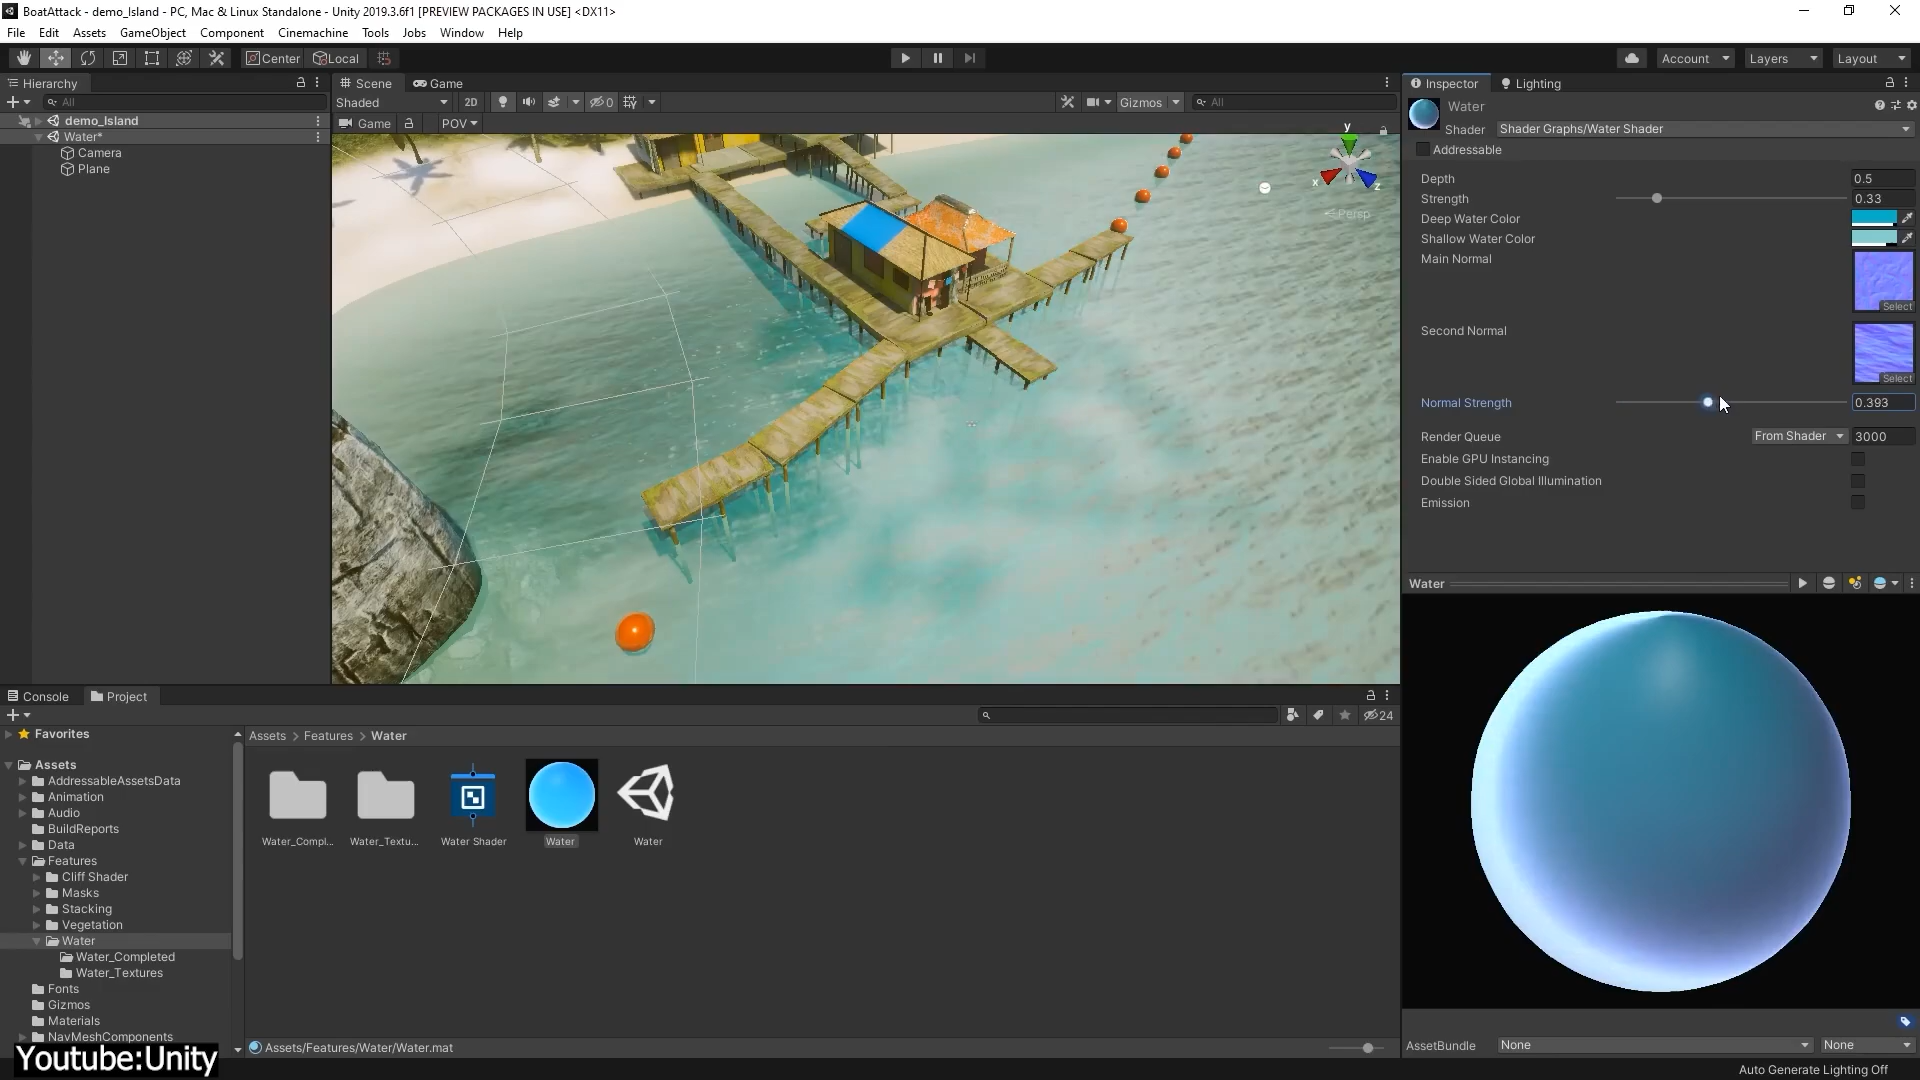 BoatAttack - demo_Island - PC, Mac & Linux Standalone - Unity 2019.3.6f1 [PREVIEW PACKAGES IN USE] <DX11>
File Edit Assets GameObject Component Cinemachine Tools Jobs Window Help
Center Local
Account Layers Layout
Hierarchy
All
demo_Island
Water*
Camera
Plane
Scene Game
Shaded 2D 0 Gizmos All
Game POV
y
x
z
Persp
Inspector Lighting
Water
Shader Shader Graphs/Water Shader
Addressable
Depth 0.5
Strength 0.33
Deep Water Color
Shallow Water Color
Main Normal
Select
Second Normal
Select
Normal Strength 0.393
Render Queue From Shader 3000
Enable GPU Instancing
Double Sided Global Illumination
Emission
Water
AssetBundle None None
Auto Generate Lighting Off
Console Project
24
Favorites
Assets
AddressableAssetsData
Animation
Audio
BuildReports
Data
Features
Cliff Shader
Masks
Stacking
Vegetation
Water
Water_Completed
Water_Textures
Fonts
Gizmos
Materials
NavMeshComponents
Assets > Features > Water
Water_Compl...
Water_Textu...
Water Shader
Water
Water
Assets/Features/Water/Water.mat
Youtube:Unity